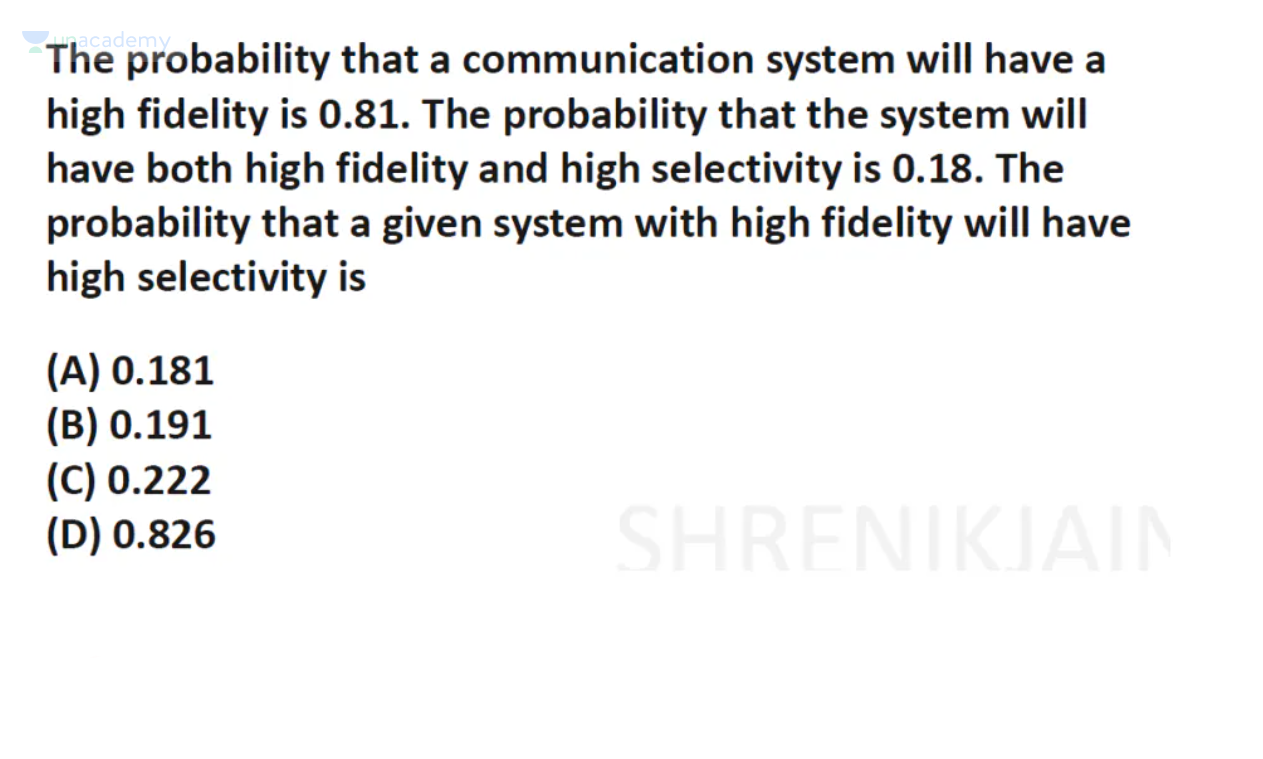 unacademy
The probability that a communication system will have a
high fidelity is 0.81. The probability that the system will
have both high fidelity and high selectivity is 0.18. The
probability that a given system with high fidelity will have
high selectivity is
(A) 0.181
(B) 0.191
(C) 0.222
(D) 0.826
SHRENIKJAIN